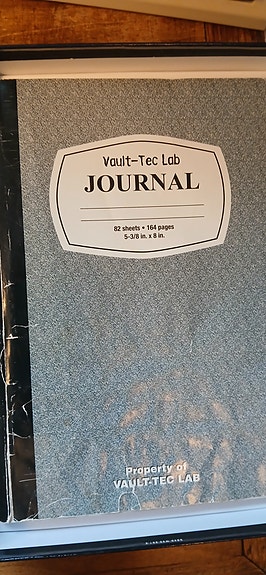 Vault-Tec Lab
JOURNAL
82 sheets • 164 pages
5-3/8 in. x 8 in.
Property of
VAULT-TEC LAB